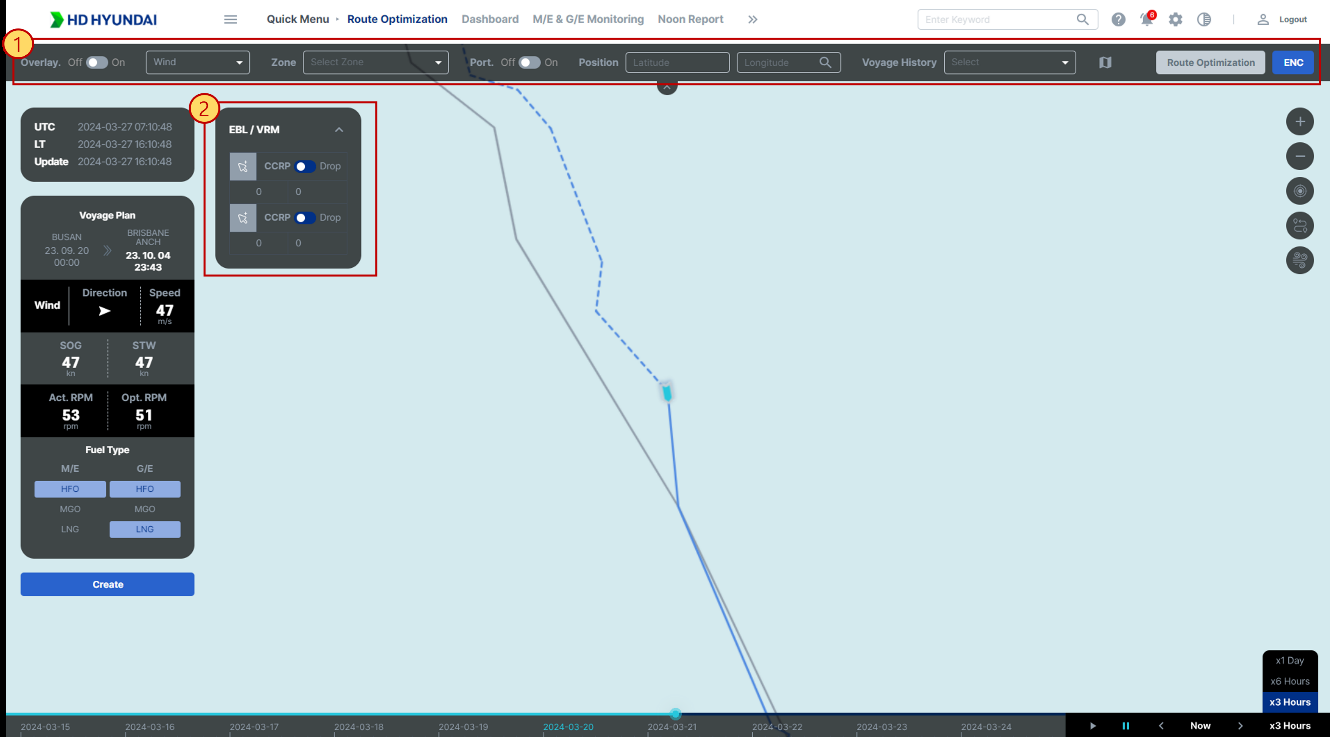 HD HYUNDAI
Quick Menu
Route Optimization
Dashboard
M/E & G/E Monitoring
Noon Report
Enter Keyword
6
Logout
1
Overlay. Off On
Wind
Zone
Select Zone
Port. Off On
Position
Latitude
Longitude
Voyage History
Select
Route Optimization
ENC
UTC 2024-03-27 07:10:48
LT 2024-03-27 16:10:48
Update 2024-03-27 16:10:48
2
EBL / VRM
CCRP Drop
0 0
CCRP Drop
0 0
Voyage Plan
BUSAN
23. 09. 20
00:00
BRISBANE
ANCH
23. 10. 04
23:43
Wind
Direction
Speed
47
m/s
SOG
47
kn
STW
47
kn
Act. RPM
53
rpm
Opt. RPM
51
rpm
Fuel Type
M/E G/E
HFO HFO
MGO MGO
LNG LNG
Create
x1 Day
x6 Hours
x3 Hours
2024-03-15 2024-03-16 2024-03-17 2024-03-18 2024-03-19 2024-03-20 2024-03-21 2024-03-22 2024-03-23 2024-03-24
Now
x3 Hours